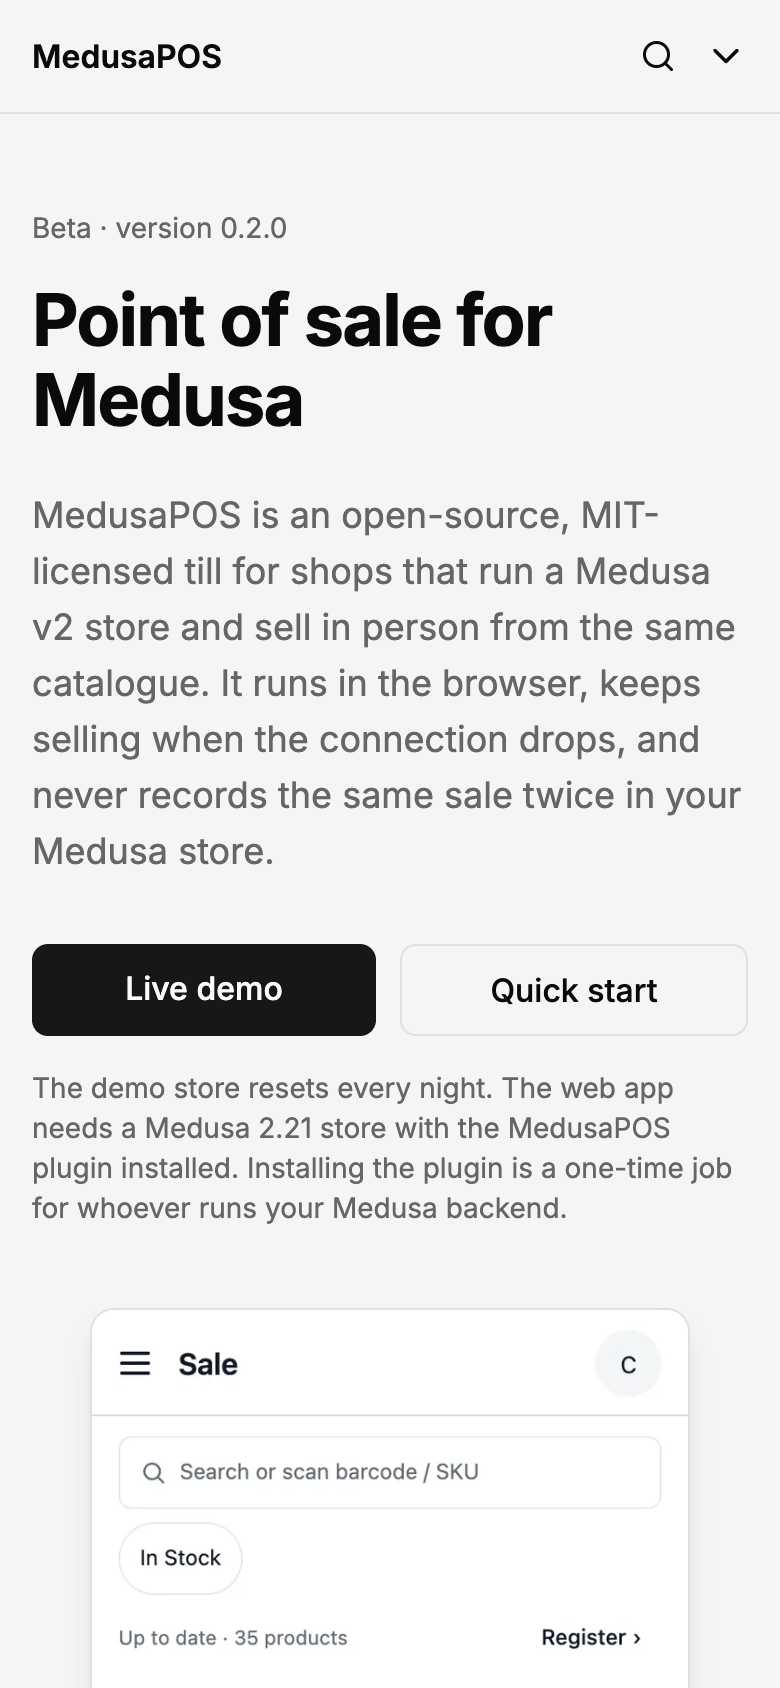 MedusaPOS
Beta · version 0.2.0
Point of sale for
Medusa
MedusaPOS is an open-source, MIT-
licensed till for shops that run a Medusa
v2 store and sell in person from the same
catalogue. It runs in the browser, keeps
selling when the connection drops, and
never records the same sale twice in your
Medusa store.
Live demo
Quick start
The demo store resets every night. The web app
needs a Medusa 2.21 store with the MedusaPOS
plugin installed. Installing the plugin is a one-time job
for whoever runs your Medusa backend.
Sale
C
Search or scan barcode / SKU
In Stock
Up to date · 35 products
Register ›